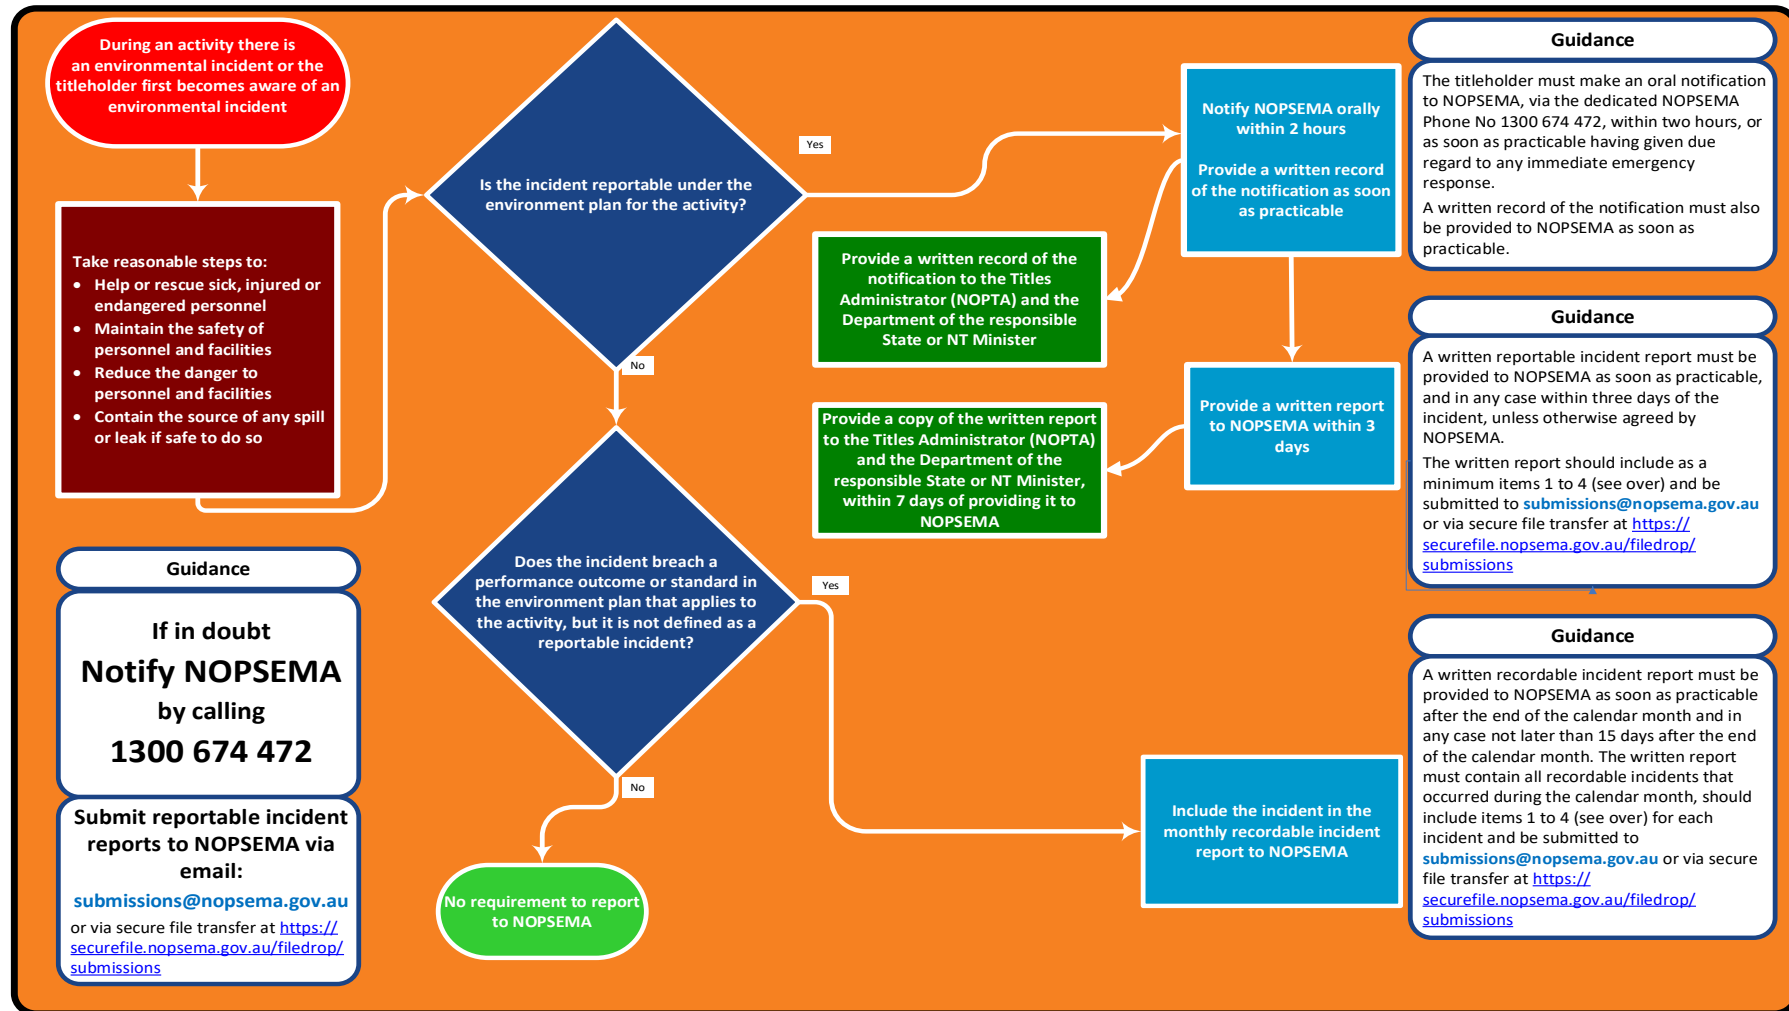 During an activity there is
an environmental incident or the
titleholder first becomes aware of an
environmental incident
Take reasonable steps to:
• Help or rescue sick, injured or
endangered personnel
• Maintain the safety of
personnel and facilities
• Reduce the danger to
personnel and facilities
• Contain the source of any spill
or leak if safe to do so
Is the incident reportable under the
environment plan for the activity?
Yes
No
Notify NOPSEMA orally
within 2 hours
Provide a written record
of the notification as soon
as practicable
Provide a written record of the
notification to the Titles
Administrator (NOPTA) and the
Department of the responsible
State or NT Minister
Provide a written report
to NOPSEMA within 3
days
Provide a copy of the written report
to the Titles Administrator (NOPTA)
and the Department of the
responsible State or NT Minister,
within 7 days of providing it to
NOPSEMA
Does the incident breach a
performance outcome or standard in
the environment plan that applies to
the activity, but it is not defined as a
reportable incident?
Yes
No
Include the incident in the
monthly recordable incident
report to NOPSEMA
No requirement to report
to NOPSEMA
Guidance
If in doubt
Notify NOPSEMA
by calling
1300 674 472
Submit reportable incident
reports to NOPSEMA via
email:
submissions@nopsema.gov.au
or via secure file transfer at https://
securefile.nopsema.gov.au/filedrop/
submissions
Guidance
The titleholder must make an oral notification
to NOPSEMA, via the dedicated NOPSEMA
Phone No 1300 674 472, within two hours, or
as soon as practicable having given due
regard to any immediate emergency
response.
A written record of the notification must also
be provided to NOPSEMA as soon as
practicable.
Guidance
A written reportable incident report must be
provided to NOPSEMA as soon as practicable,
and in any case within three days of the
incident, unless otherwise agreed by
NOPSEMA.
The written report should include as a
minimum items 1 to 4 (see over) and be
submitted to submissions@nopsema.gov.au
or via secure file transfer at https://
securefile.nopsema.gov.au/filedrop/
submissions
Guidance
A written recordable incident report must be
provided to NOPSEMA as soon as practicable
after the end of the calendar month and in
any case not later than 15 days after the end
of the calendar month. The written report
must contain all recordable incidents that
occurred during the calendar month, should
include items 1 to 4 (see over) for each
incident and be submitted to
submissions@nopsema.gov.au or via secure
file transfer at https://
securefile.nopsema.gov.au/filedrop/
submissions